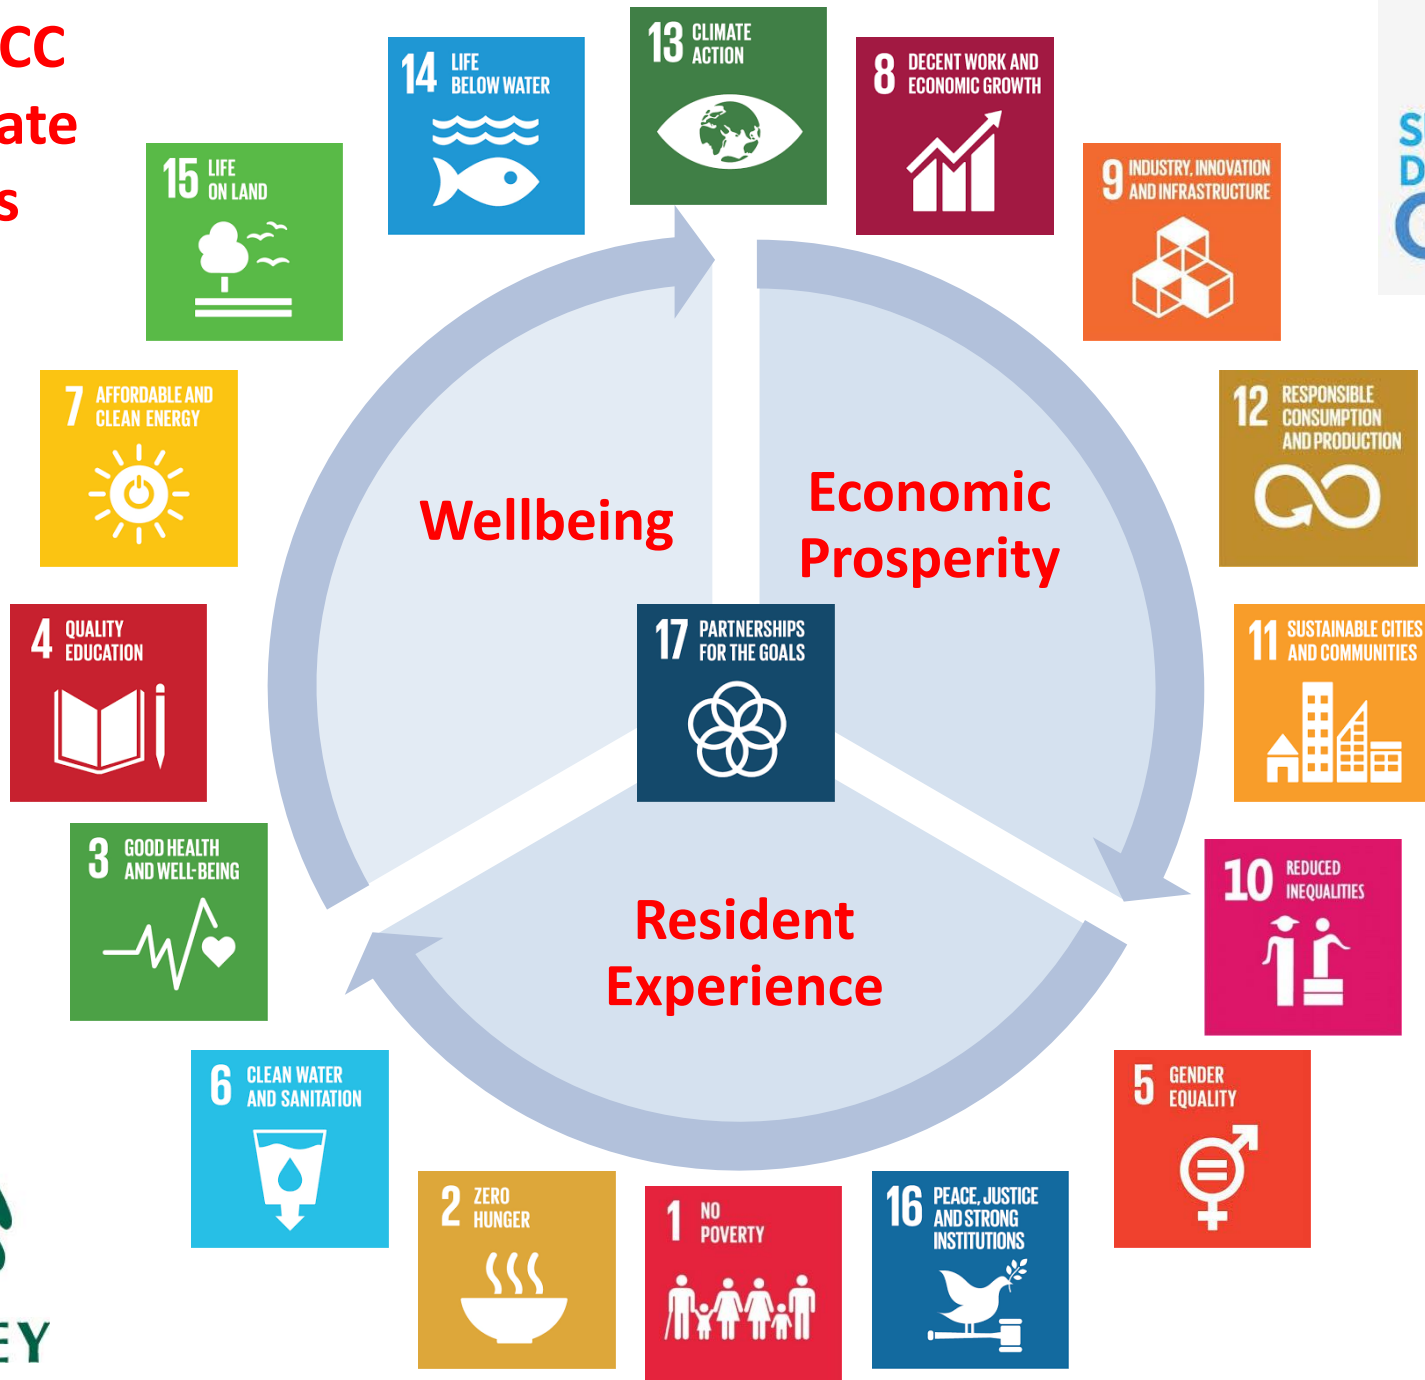 CC
ate
s
13 CLIMATE
ACTION
14 LIFE
BELOW WATER
8 DECENT WORK AND
ECONOMIC GROWTH
15 LIFE
ON LAND
9 INDUSTRY, INNOVATION
AND INFRASTRUCTURE
7 AFFORDABLE AND
CLEAN ENERGY
12 RESPONSIBLE
CONSUMPTION
AND PRODUCTION
Wellbeing
Economic
Prosperity
4 QUALITY
EDUCATION
17 PARTNERSHIPS
FOR THE GOALS
11 SUSTAINABLE CITIES
AND COMMUNITIES
3 GOOD HEALTH
AND WELL-BEING
10 REDUCED
INEQUALITIES
Resident
Experience
6 CLEAN WATER
AND SANITATION
5 GENDER
EQUALITY
2 ZERO
HUNGER
1 NO
POVERTY
16 PEACE, JUSTICE
AND STRONG
INSTITUTIONS
EY